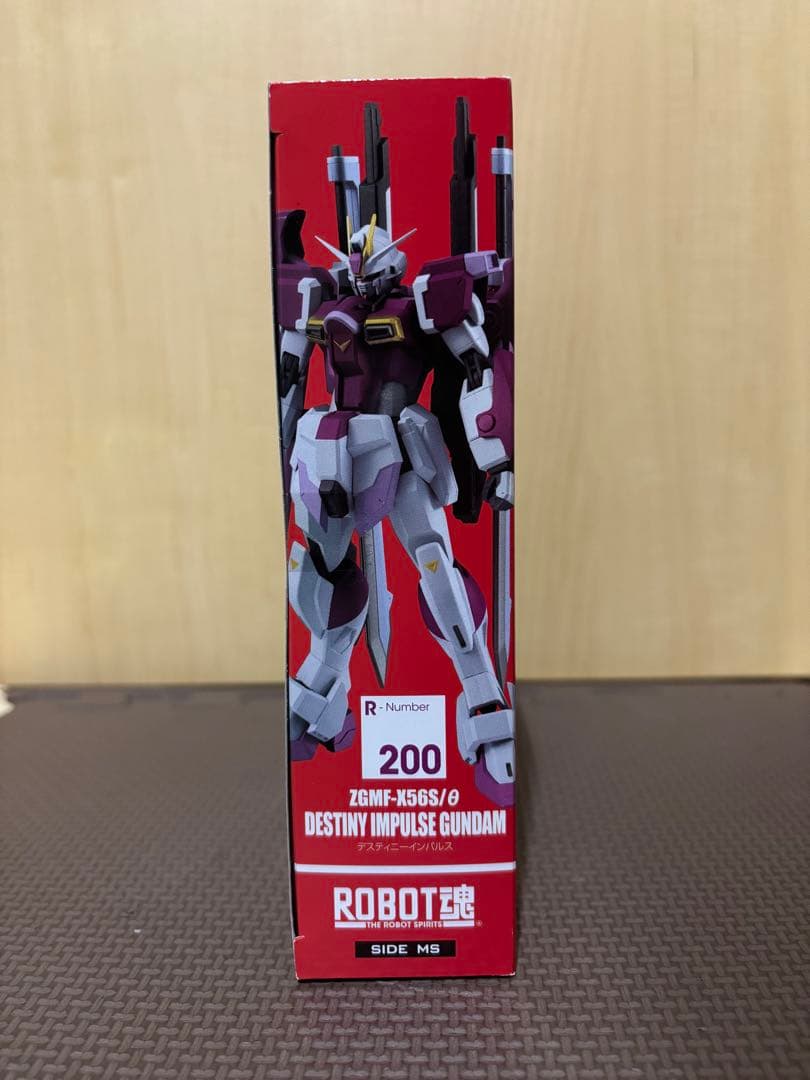 R - Number
200
ZGMF-X56S/θ
DESTINY IMPULSE GUNDAM
デスティニーインパルス
ROBOT魂
THE ROBOT SPIRITS
SIDE MS